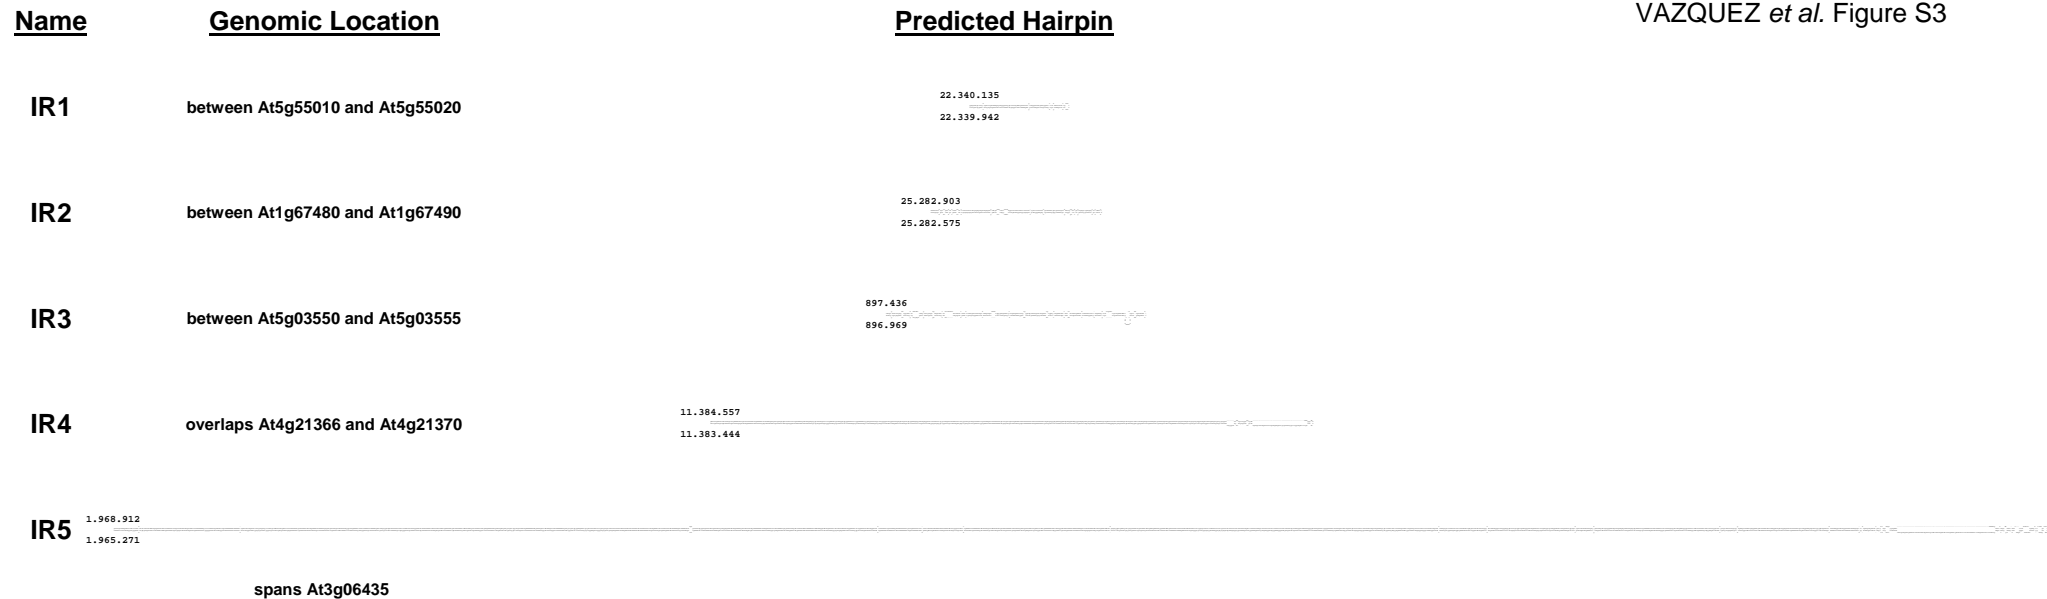 VAZQUEZ et al. Figure S3
Name Genomic Location Predicted Hairpin
IR1 between At5g55010 and At5g55020
22.340.135
22.339.942
IR2 between At1g67480 and At1g67490
25.282.903
25.282.575
IR3 between At5g03550 and At5g03555
897.436
896.969
IR4 overlaps At4g21366 and At4g21370
11.384.557
11.383.444
IR5
1.968.912
1.965.271
spans At3g06435